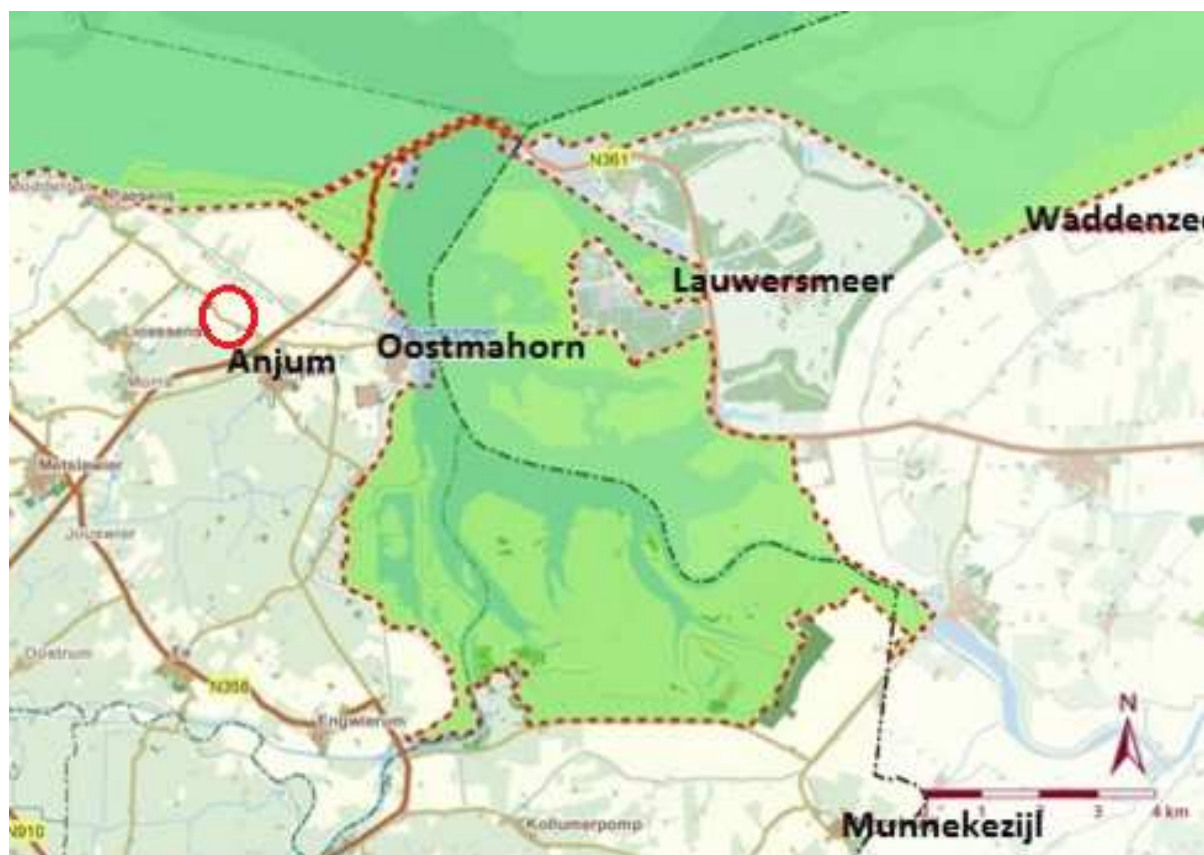 N361
Waddenzee
Paesens
Lauwersmeer
Oostmahorn
Anjum
Morra
Metslawier
Jouswier
Oostrum
Ee
N358
Engwierum
N
0 1 2 3 4 km
Munnekezijl
Kollumerpomp
N910